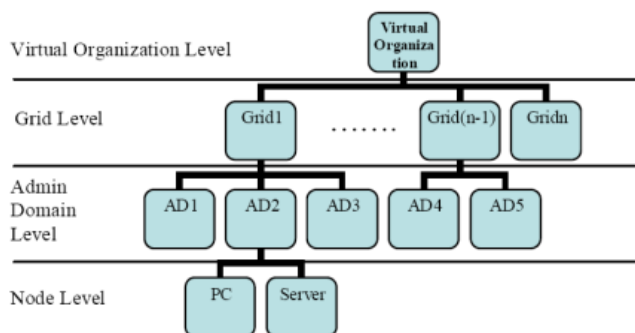 Virtual Organization Level
Virtual
Organiza
tion
Grid Level
Grid1
.......
Grid(n-1)
Gridn
Admin
Domain
Level
AD1
AD2
AD3
AD4
AD5
Node Level
PC
Server